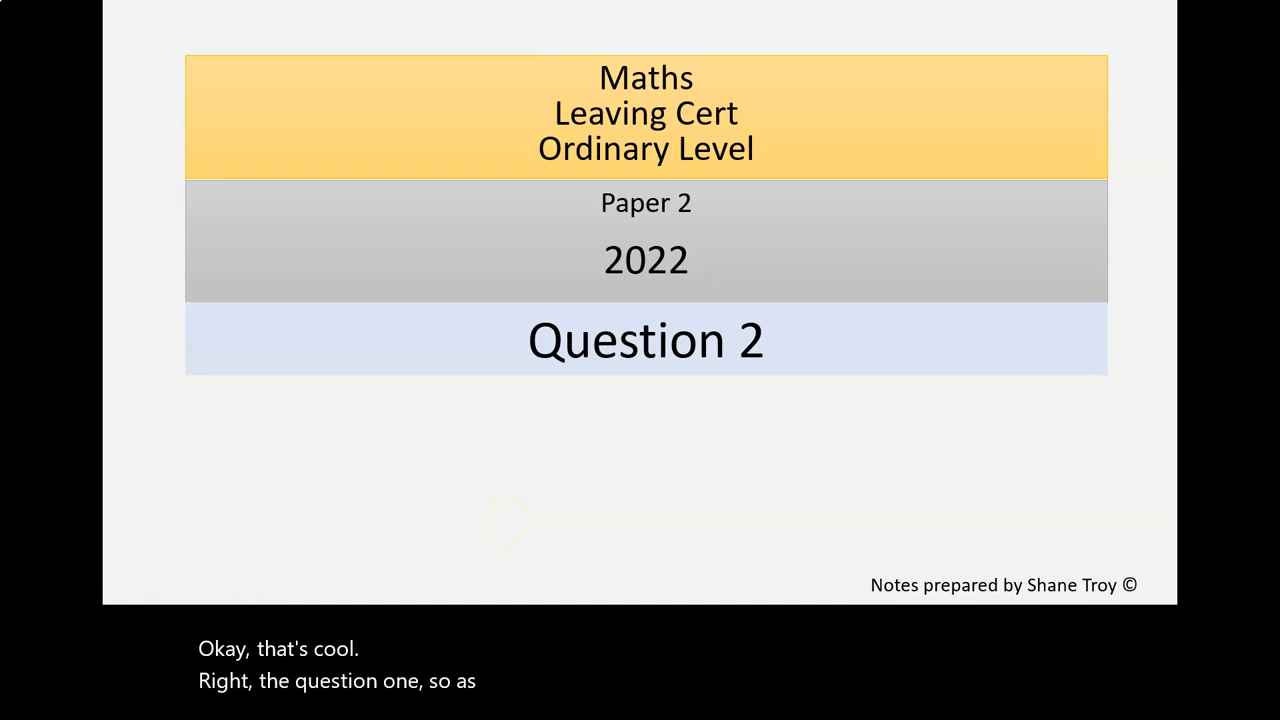 Maths
Leaving Cert
Ordinary Level
Paper 2
2022
Question 2
Notes prepared by Shane Troy ©
Okay, that's cool.
Right, the question one, so as